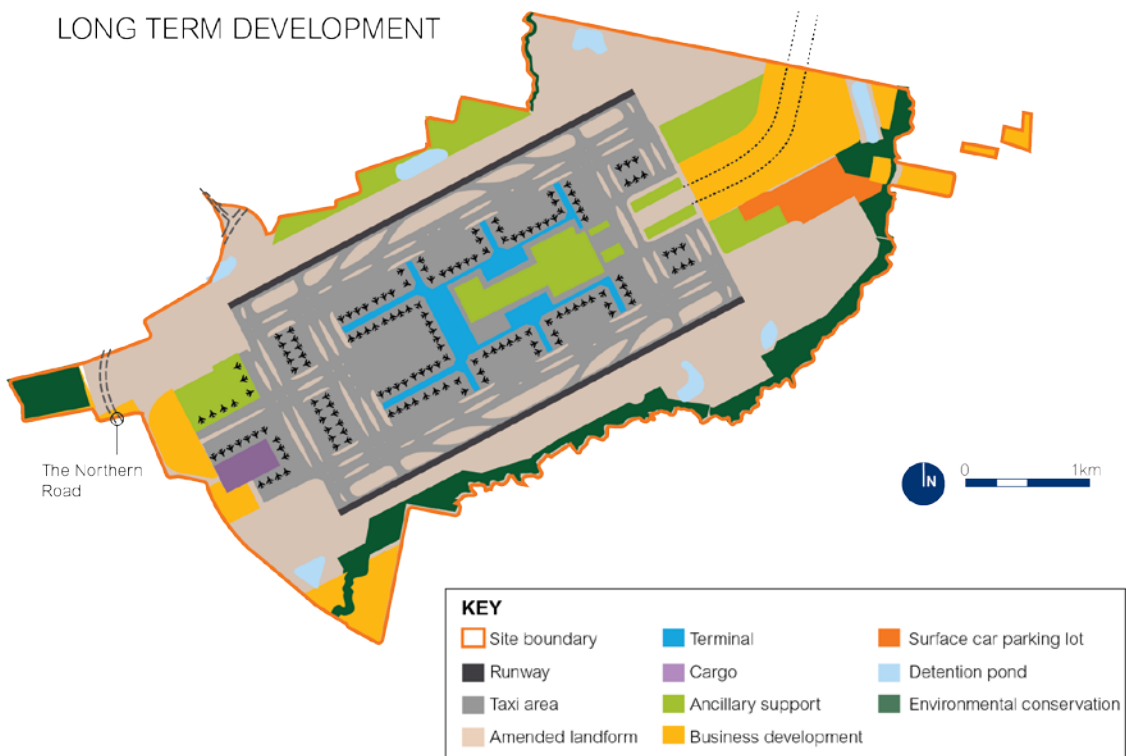 LONG TERM DEVELOPMENT
The Northern
Road
N
0 1km
KEY
Site boundary
Runway
Taxi area
Amended landform
Terminal
Cargo
Ancillary support
Business development
Surface car parking lot
Detention pond
Environmental conservation